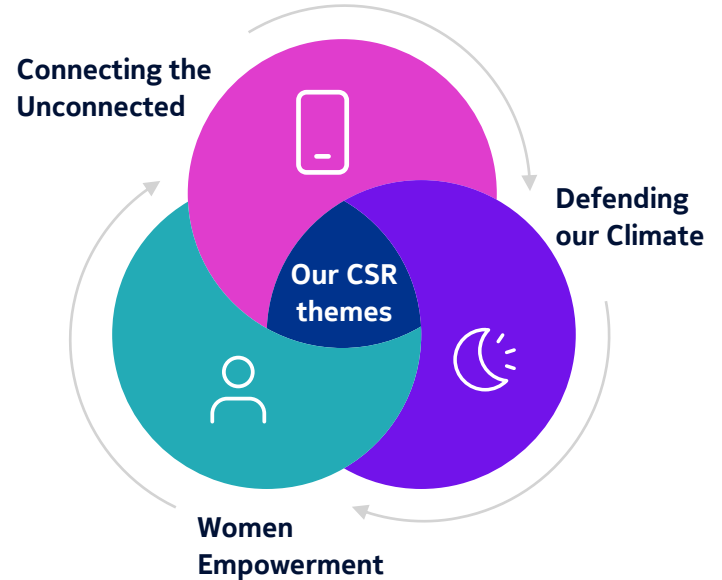 Connecting the
Unconnected
Defending
our Climate
Our CSR
themes
Women
Empowerment